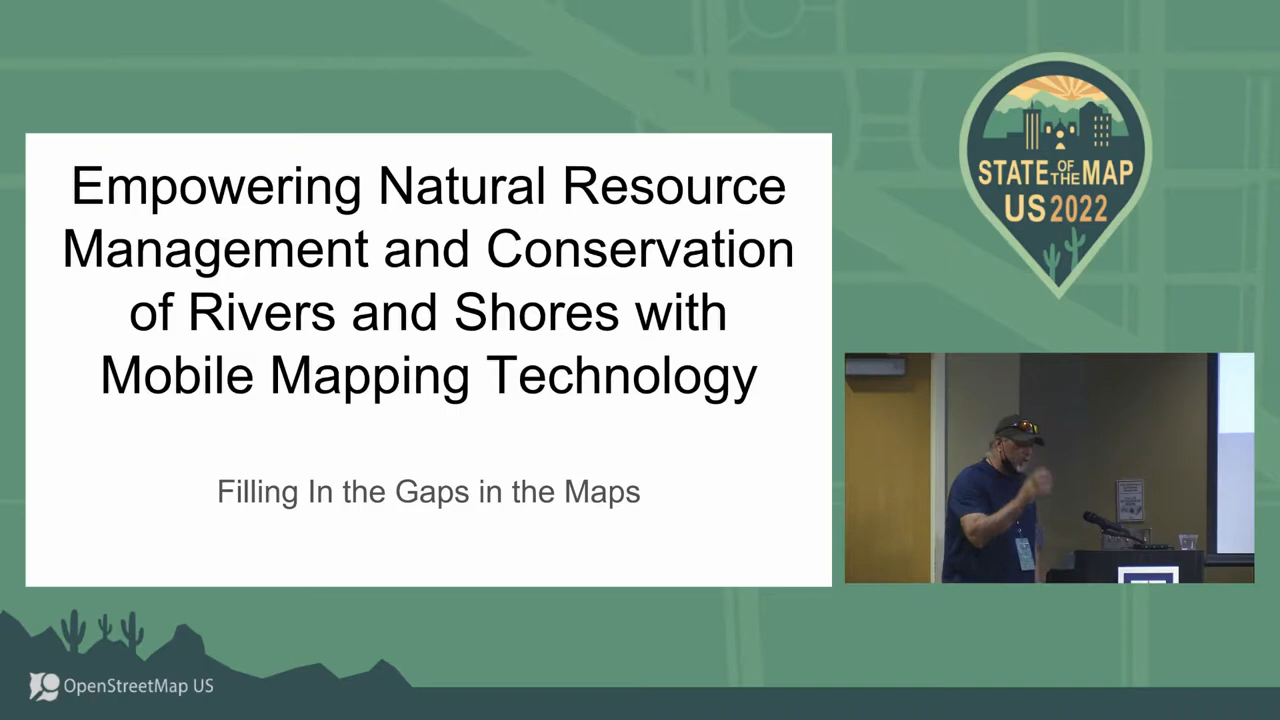 Empowering Natural Resource
Management and Conservation
of Rivers and Shores with
Mobile Mapping Technology
Filling In the Gaps in the Maps
STATE OF THE MAP
US 2022
OpenStreetMap US